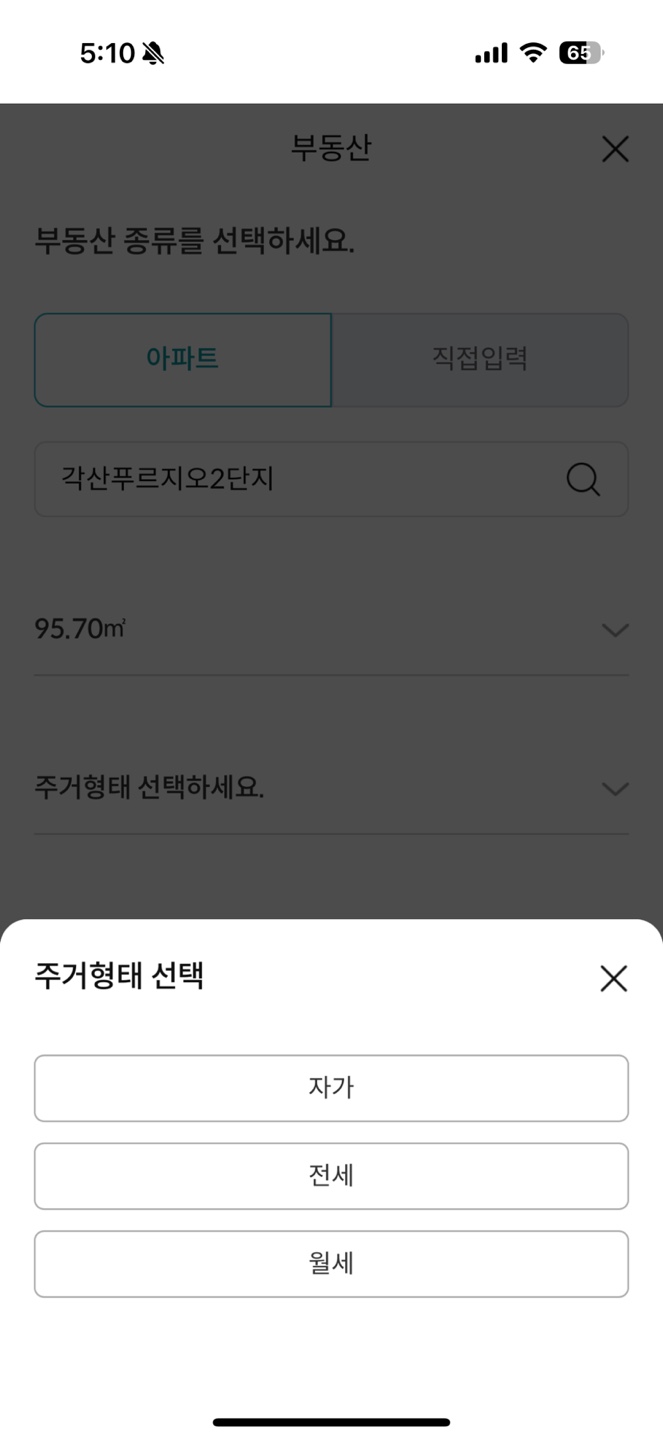 5:10
65
부동산
부동산 종류를 선택하세요.
아파트
직접입력
각산푸르지오2단지
95.70㎡
주거형태 선택하세요.
주거형태 선택
자가
전세
월세